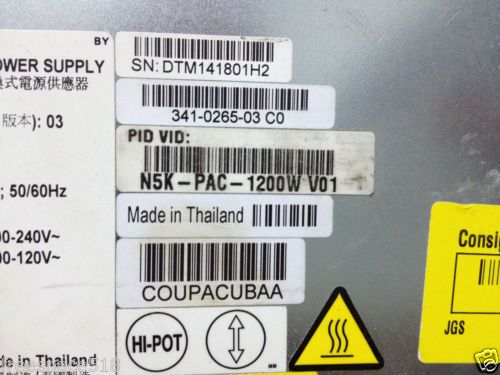 BY
OWER SUPPLY
式電源供應器
版本): 03
; 50/60Hz
00-240V~
00-120V~
de in Thailand
SN: DTM141801H2
341-0265-03 C0
PID VID:
N5K-PAC-1200W V01
Made in Thailand
COUPACUBAA
HI-POT
MM
Consig
JGS